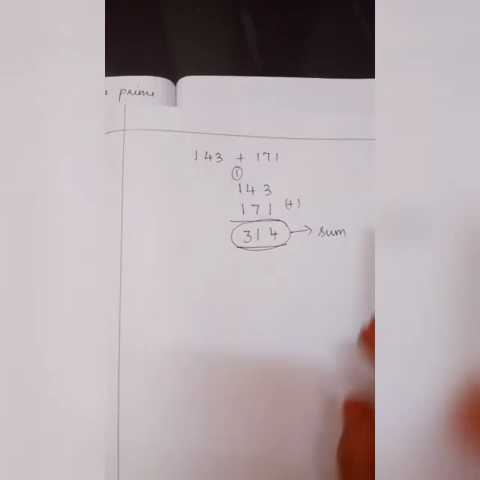 prime
143 + 171
1
143
171 (+)
314 → sum